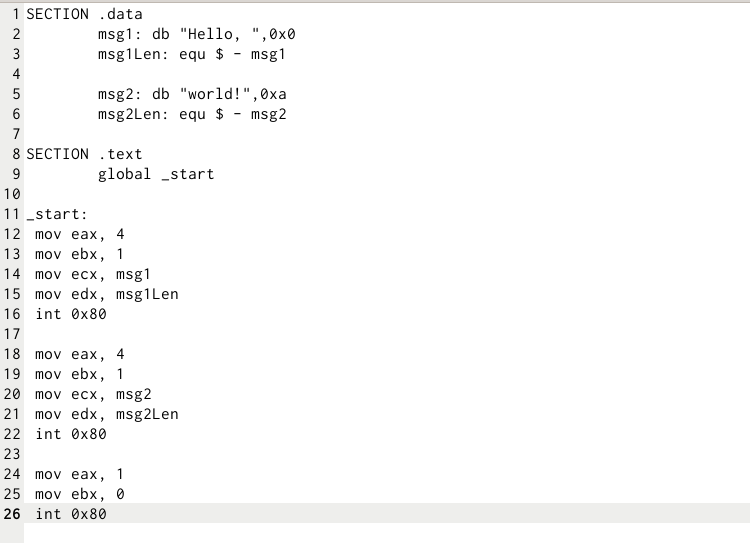 1 SECTION .data
2         msg1: db "Hello, ",0x0
3         msg1Len: equ $ - msg1
4
5         msg2: db "world!",0xa
6         msg2Len: equ $ - msg2
7
8 SECTION .text
9         global _start
10
11 _start:
12  mov eax, 4
13  mov ebx, 1
14  mov ecx, msg1
15  mov edx, msg1Len
16  int 0x80
17
18  mov eax, 4
19  mov ebx, 1
20  mov ecx, msg2
21  mov edx, msg2Len
22  int 0x80
23
24  mov eax, 1
25  mov ebx, 0
26  int 0x80